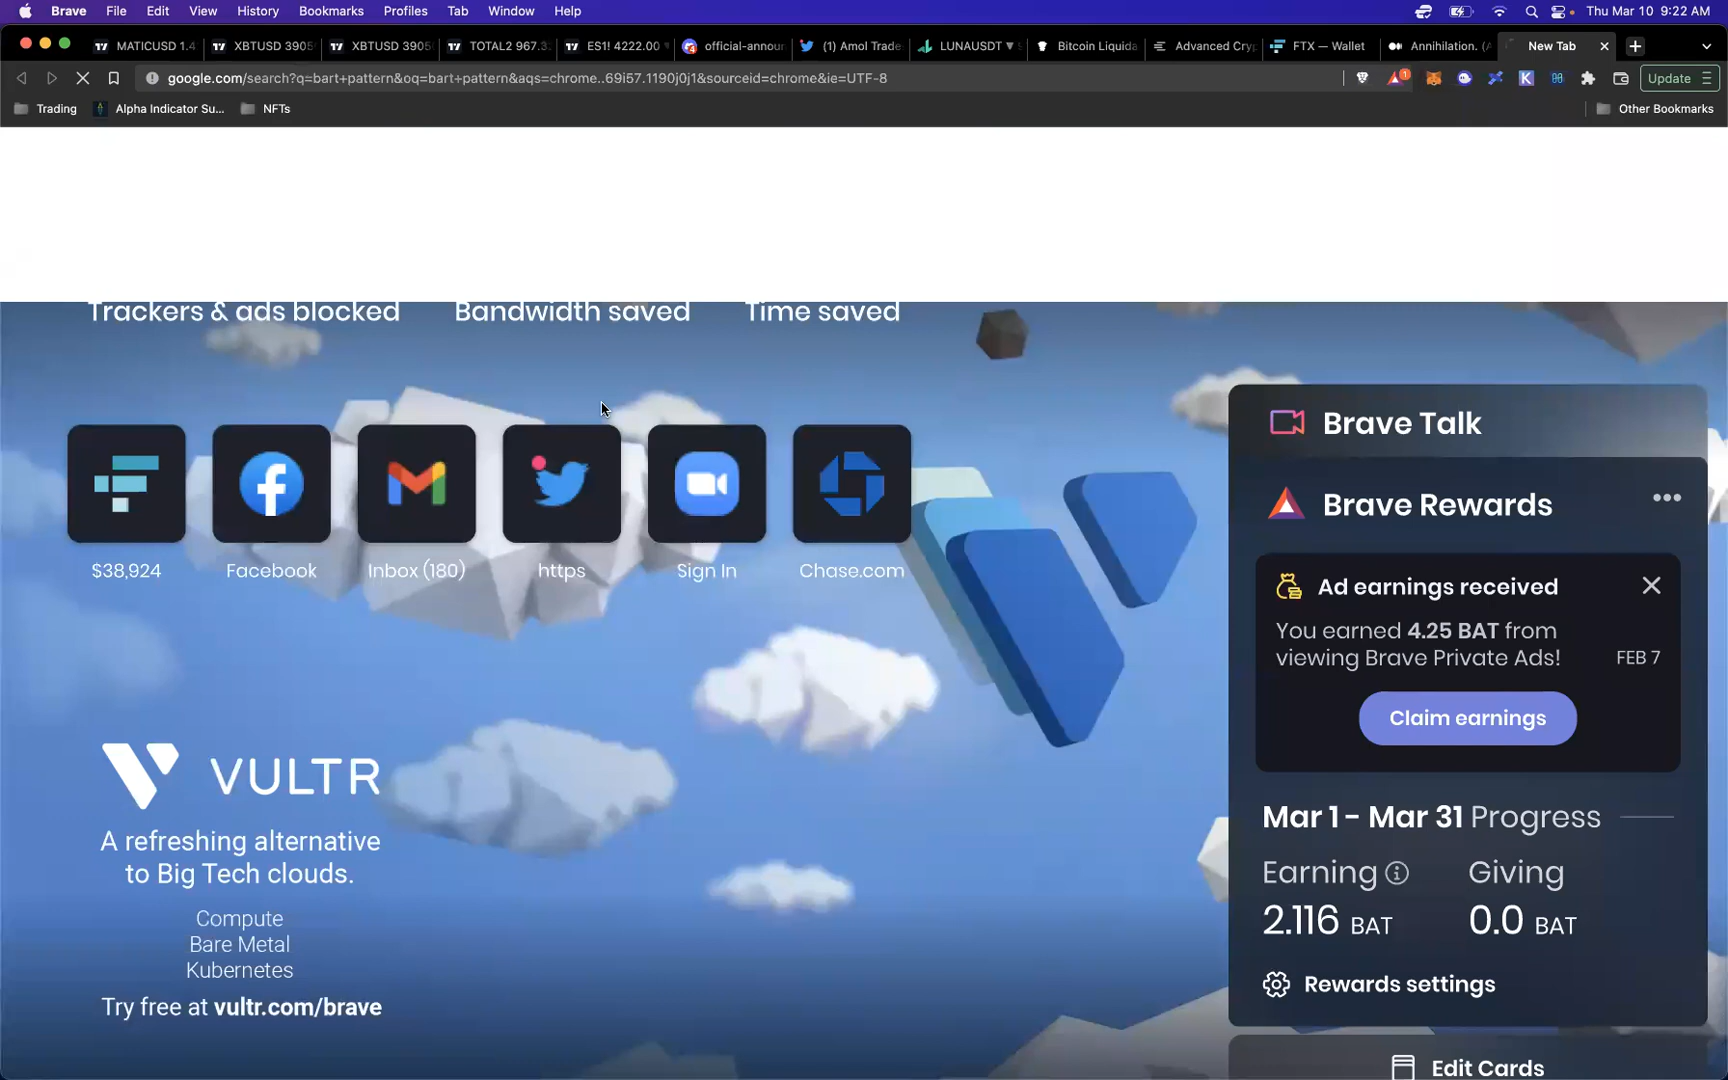 Brave File Edit View History Bookmarks Profiles Tab Window Help Thu Mar 10 9:22 AM
MATICUSD 1.4 XBTUSD 3905 XBTUSD 3905 TOTAL2 967.3 ES1! 4222.00 official-annou (1) Amol Trade LUNAUSDT Bitcoin Liquida Advanced Cry FTX — Wallet Annihilation. (A New Tab
google.com/search?q=bart+pattern&oq=bart+pattern&aqs=chrome..69i57.1190j0j1&sourceid=chrome&ie=UTF-8 1 K Update
Trading Alpha Indicator Su... NFTs Other Bookmarks
Trackers & ads blocked Bandwidth saved Time saved
$38,924 Facebook Inbox (180) https Sign In Chase.com
VULTR
A refreshing alternative
to Big Tech clouds.
Compute
Bare Metal
Kubernetes
Try free at vultr.com/brave
Brave Talk
Brave Rewards
Ad earnings received
You earned 4.25 BAT from
viewing Brave Private Ads! FEB 7
Claim earnings
Mar 1 - Mar 31 Progress
Earning Giving
2.116 BAT 0.0 BAT
Rewards settings
Edit Cards